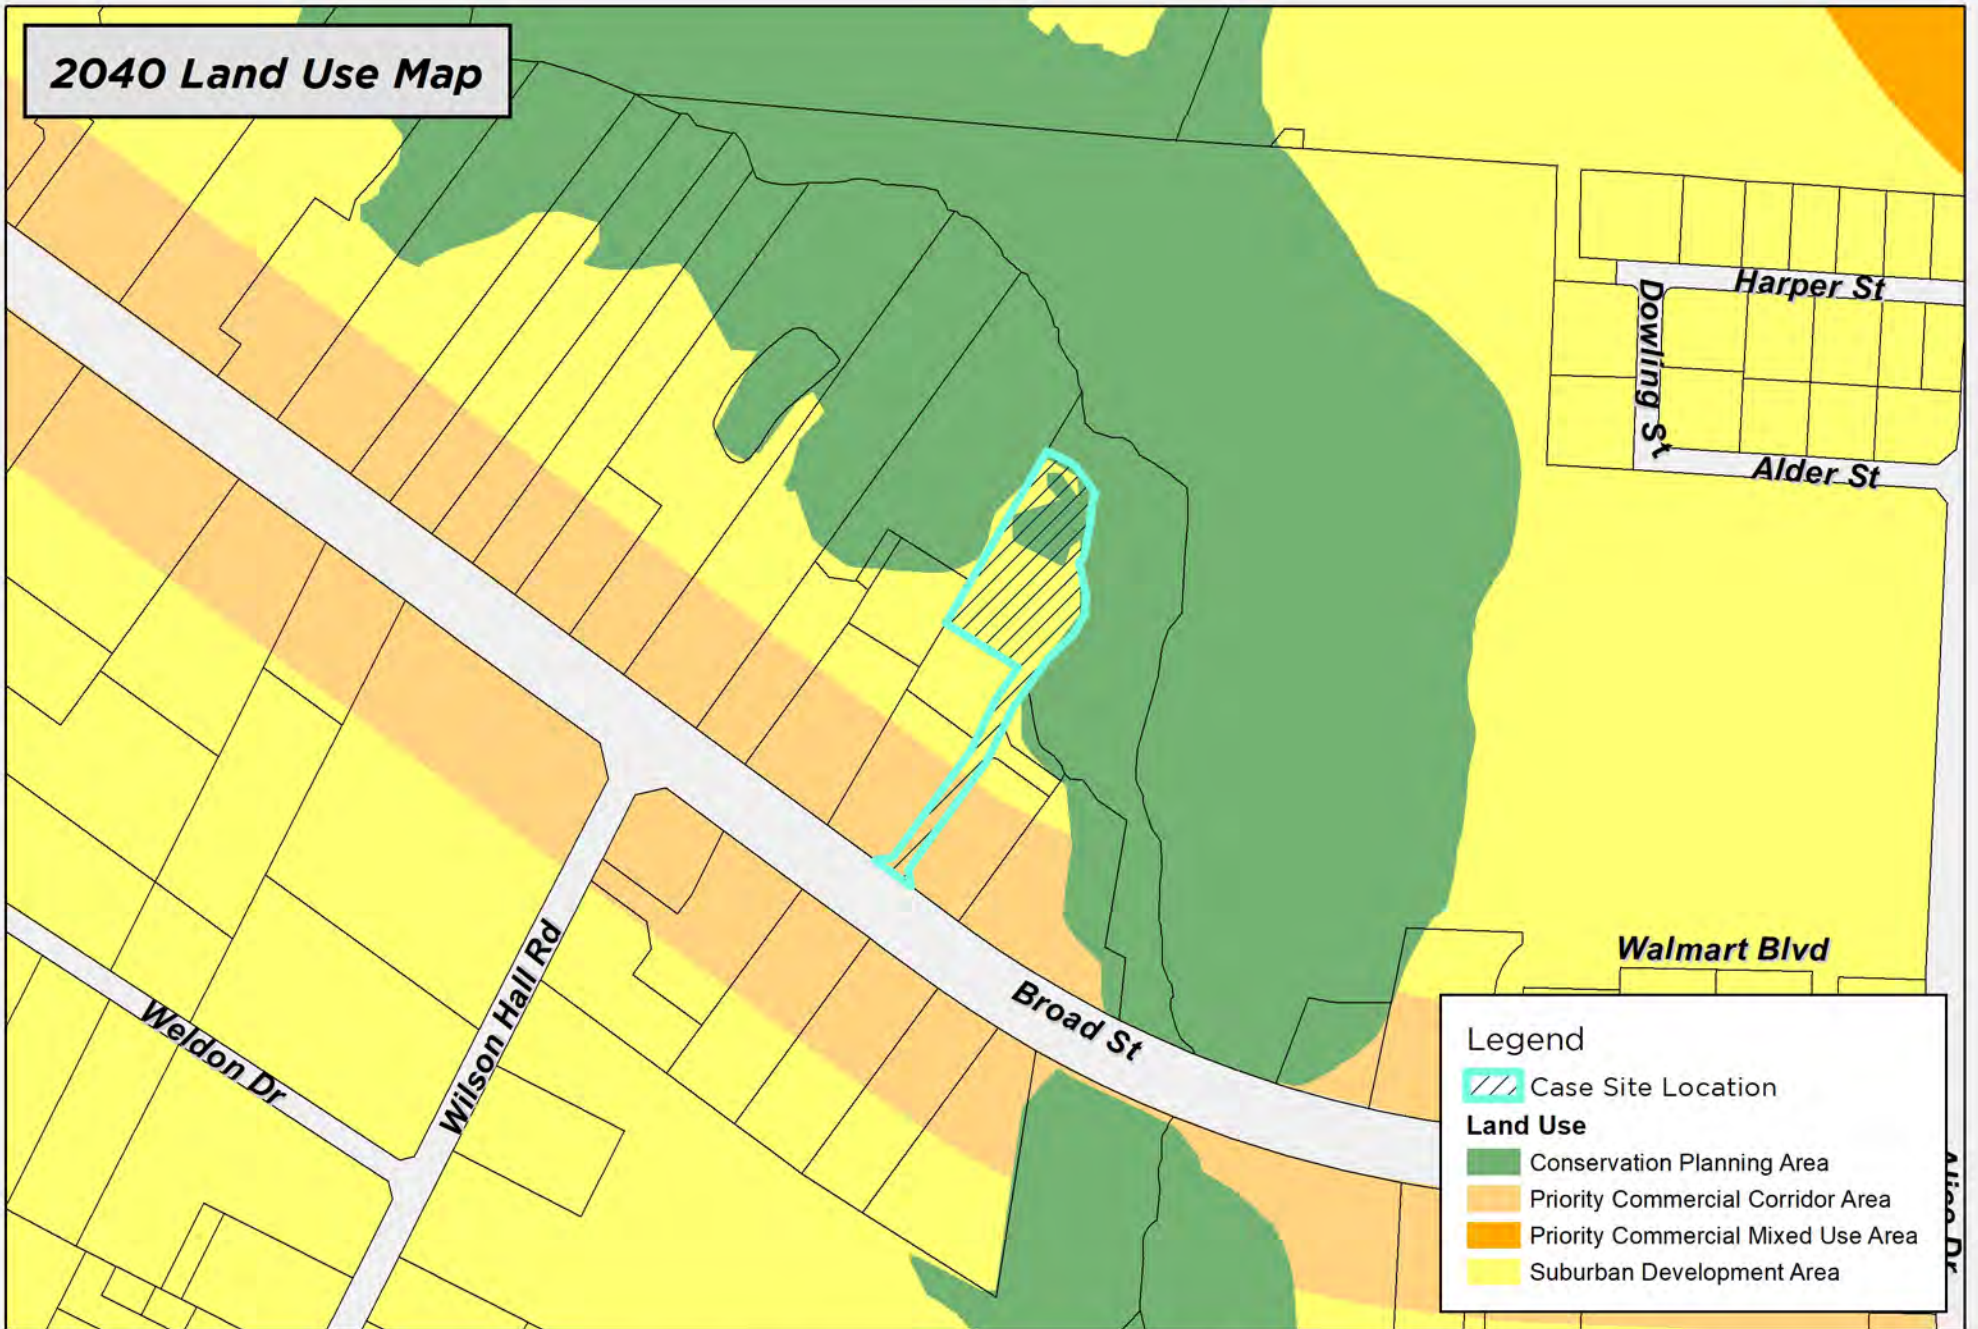 2040 Land Use Map
Harper St
Dowling St
Alder St
Walmart Blvd
Broad St
Wilson Hall Rd
Weldon Dr
Legend
Case Site Location
Land Use
Conservation Planning Area
Priority Commercial Corridor Area
Priority Commercial Mixed Use Area
Suburban Development Area
Alice Dr